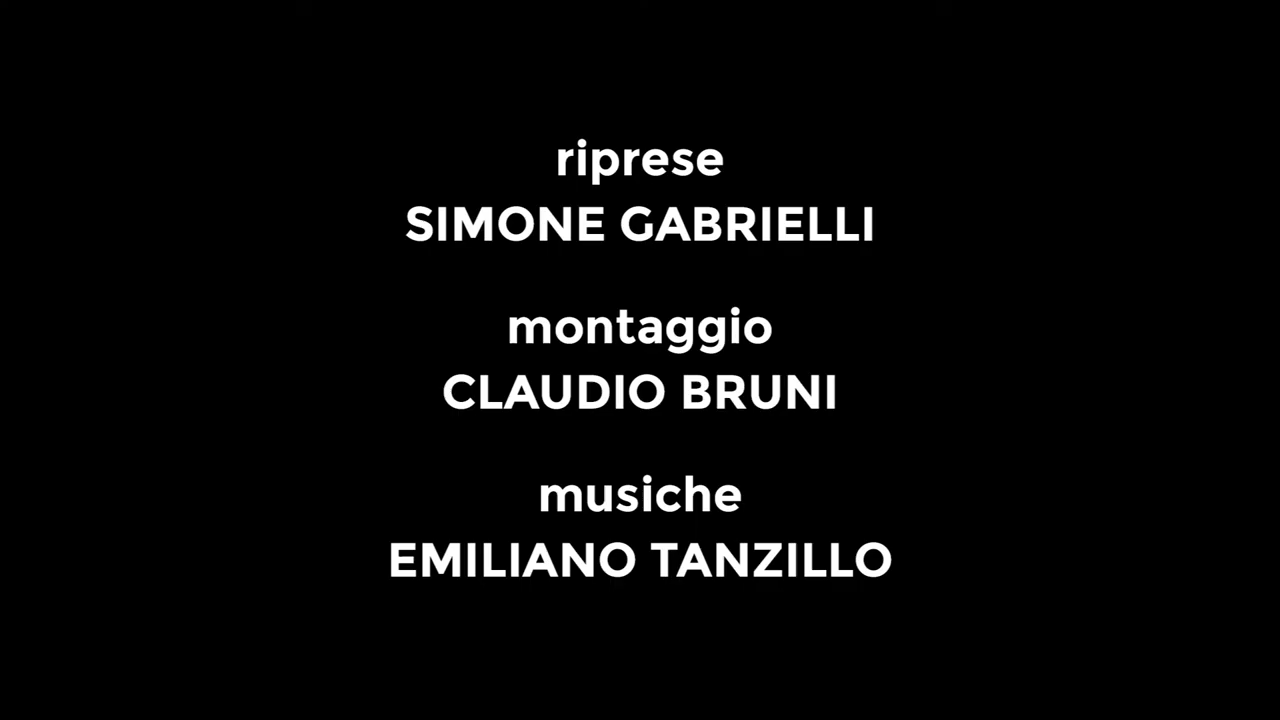 riprese
SIMONE GABRIELLI
montaggio
CLAUDIO BRUNI
musiche
EMILIANO TANZILLO